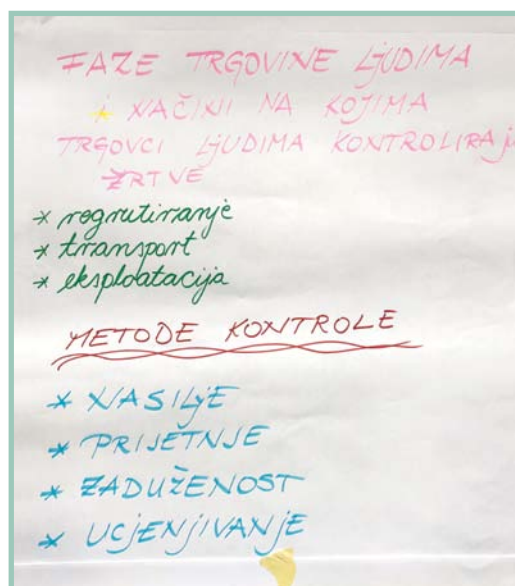 FAZE TRGOVINE LJUDIMA
i NAČINI NA KOJIMA
TRGOVCI LJUDIMA KONTROLIRAJU
ŽRTVE
* regrutiranje
* transport
* eksploatacija
METODE KONTROLE
* NASILJE
* PRIJETNJE
* ZADUŽENOST
* UCJENJIVANJE